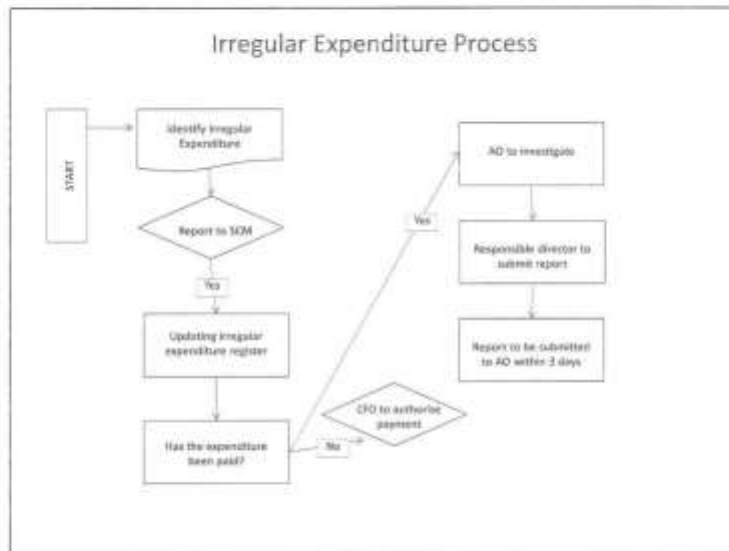 Irregular Expenditure Process
START
Identify Irregular
Expenditure
Report to SCM
Yes
Updating irregular
expenditure register
Has the expenditure
been paid?
No
CFO to authorise
payment
Yes
AO to investigate
Responsible director to
submit report
Report to be submitted
to AO within 3 days